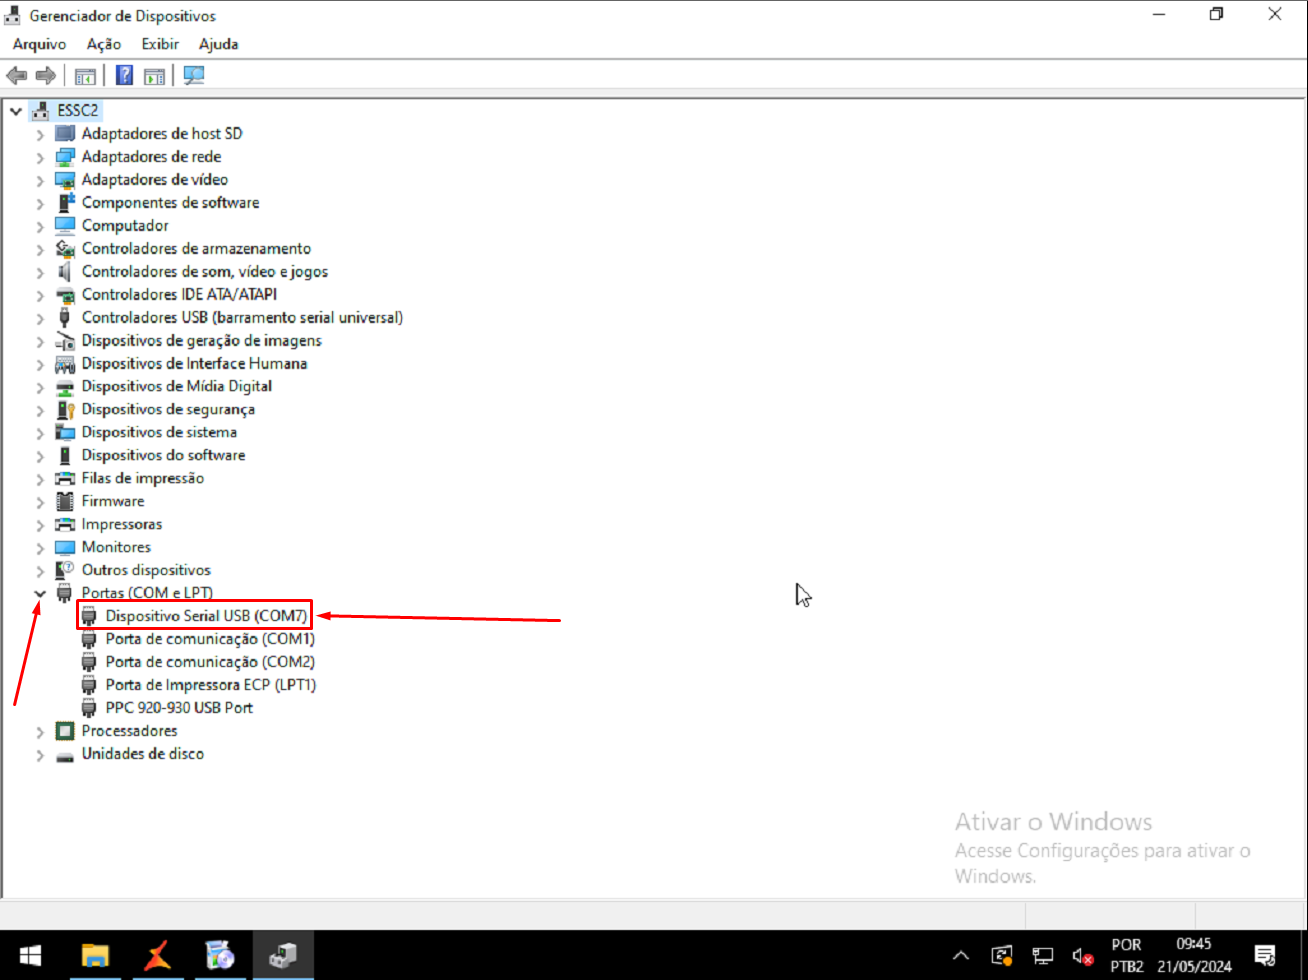 Gerenciador de Dispositivos
Arquivo Ação Exibir Ajuda
ESSC2
Adaptadores de host SD
Adaptadores de rede
Adaptadores de vídeo
Componentes de software
Computador
Controladores de armazenamento
Controladores de som, vídeo e jogos
Controladores IDE ATA/ATAPI
Controladores USB (barramento serial universal)
Dispositivos de geração de imagens
Dispositivos de Interface Humana
Dispositivos de Mídia Digital
Dispositivos de segurança
Dispositivos de sistema
Dispositivos do software
Filas de impressão
Firmware
Impressoras
Monitores
Outros dispositivos
Portas (COM e LPT)
Dispositivo Serial USB (COM7)
Porta de comunicação (COM1)
Porta de comunicação (COM2)
Porta de Impressora ECP (LPT1)
PPC 920-930 USB Port
Processadores
Unidades de disco
Ativar o Windows
Acesse Configurações para ativar o
Windows.
POR 09:45
PTB2 21/05/2024